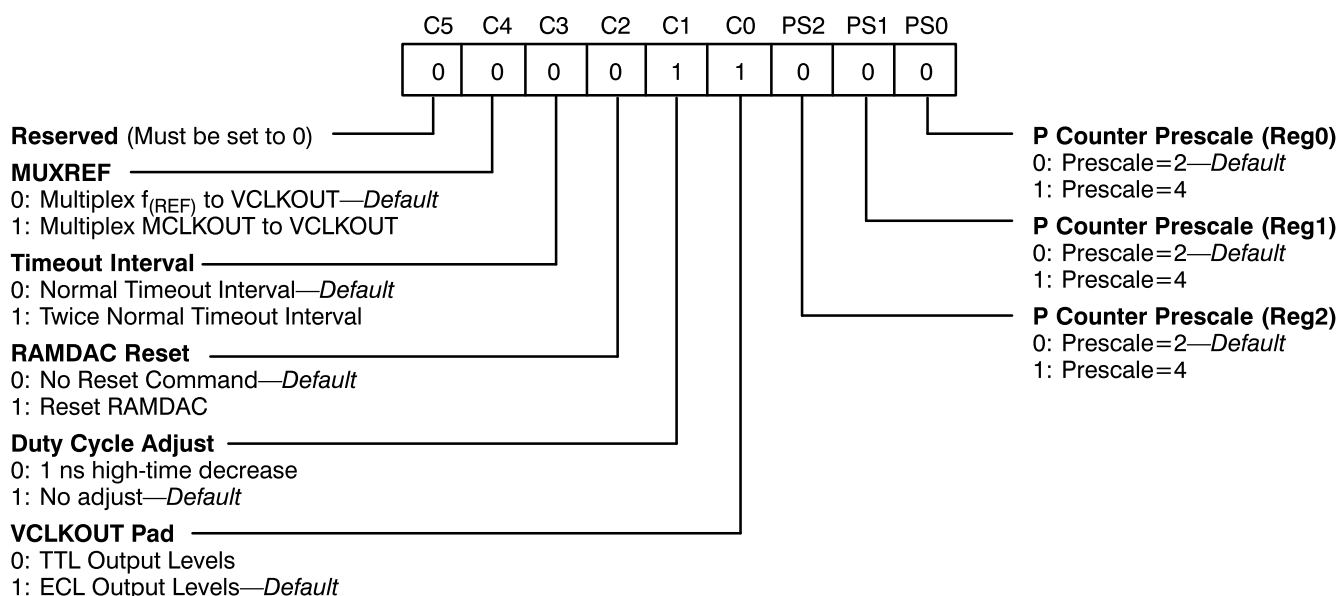 C5 C4 C3 C2 C1 C0 PS2 PS1 PS0
0 0 0 0 1 1 0 0 0
Reserved (Must be set to 0)
MUXREF
0: Multiplex f(REF) to VCLKOUT—Default
1: Multiplex MCLKOUT to VCLKOUT
Timeout Interval
0: Normal Timeout Interval—Default
1: Twice Normal Timeout Interval
RAMDAC Reset
0: No Reset Command—Default
1: Reset RAMDAC
Duty Cycle Adjust
0: 1 ns high-time decrease
1: No adjust—Default
VCLKOUT Pad
0: TTL Output Levels
1: ECL Output Levels—Default
P Counter Prescale (Reg0)
0: Prescale=2—Default
1: Prescale=4
P Counter Prescale (Reg1)
0: Prescale=2—Default
1: Prescale=4
P Counter Prescale (Reg2)
0: Prescale=2—Default
1: Prescale=4